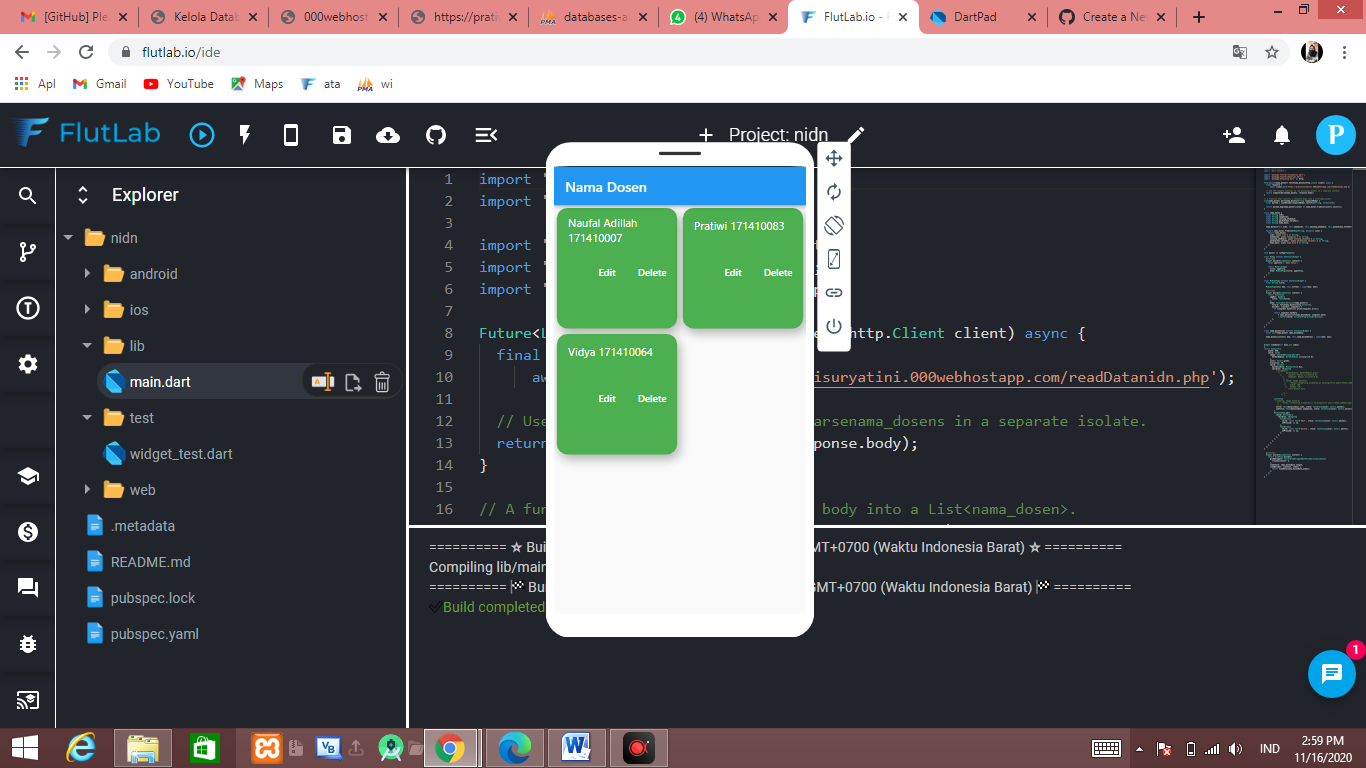 [GitHub] Ple
Kelola Datab
000webhost
https://prati
databases-a
(4) WhatsApp
FlutLab.io - F
DartPad
Create a Ne
flutlab.io/ide
Apl
Gmail
YouTube
Maps
ata
wi
FlutLab
Project: nidn
P
Explorer
nidn
android
ios
lib
main.dart
test
widget_test.dart
web
.metadata
README.md
pubspec.lock
pubspec.yaml
1 import '
2 import '
3
4 import '
5 import '
6 import '
7
8 Future<L http.Client client) async {
9 final
10 aw isuryatini.000webhostapp.com/readDatanidn.php');
11
12 // Use arsenama_dosens in a separate isolate.
13 return ponse.body);
14 }
15
16 // A fun body into a List<nama_dosen>.
Nama Dosen
Naufal Adillah
171410007
Edit Delete
Pratiwi 171410083
Edit Delete
Vidya 171410064
Edit Delete
========== ☆ Buil MT+0700 (Waktu Indonesia Barat) ☆ ==========
Compiling lib/main
========== Bu GMT+0700 (Waktu Indonesia Barat) ==========
Build completed
1
IND
2:59 PM
11/16/2020